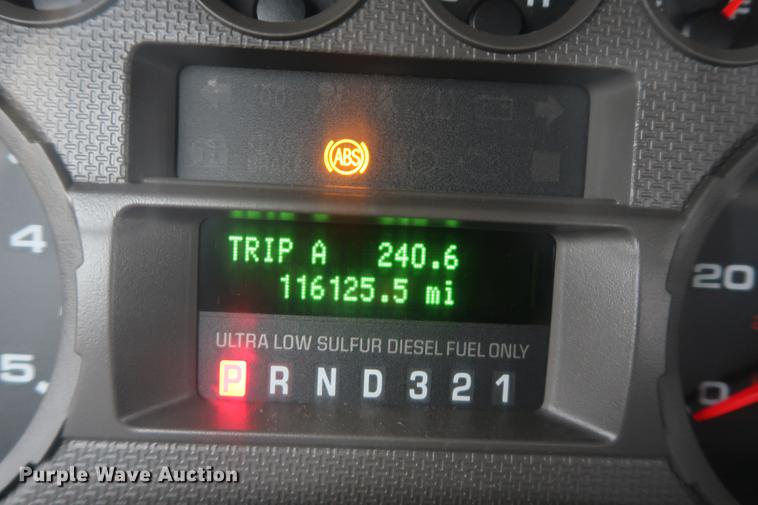 ABS
TRIP A 240.6
116125.5 mi
ULTRA LOW SULFUR DIESEL FUEL ONLY
P R N D 3 2 1
4
5
20
0
H
F
Purple Wave Auction